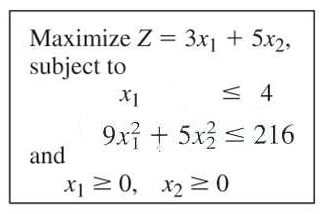 Maximize Z = 3x₁ + 5x₂,
subject to
x₁ ≤ 4
9x₁² + 5x₂² ≤ 216
and
x₁ ≥ 0, x₂ ≥ 0